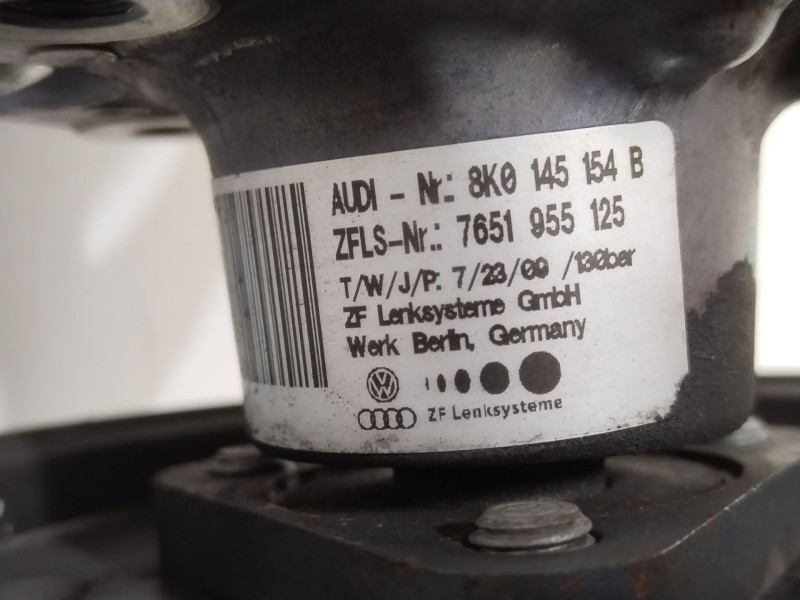 AUDI - Nr.: 8K0 145 154 B
ZFLS-Nr.: 7651 955 125
T/W/J/P: 7/23/09 /130bar
ZF Lenksysteme GmbH
Werk Berlin, Germany
ZF Lenksysteme